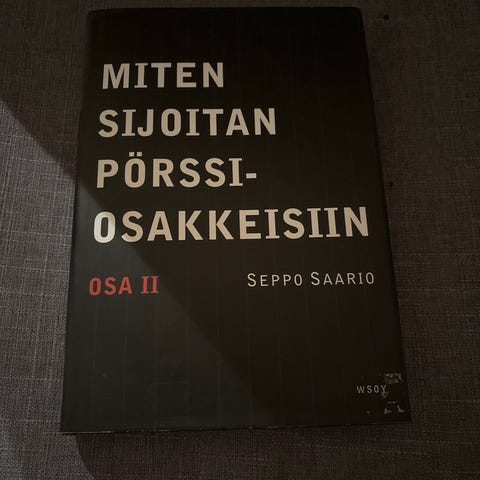 MITEN
SIJOITAN
PÖRSSI-
OSAKKEISIIN
OSA II SEPPO SAARIO
WSOY